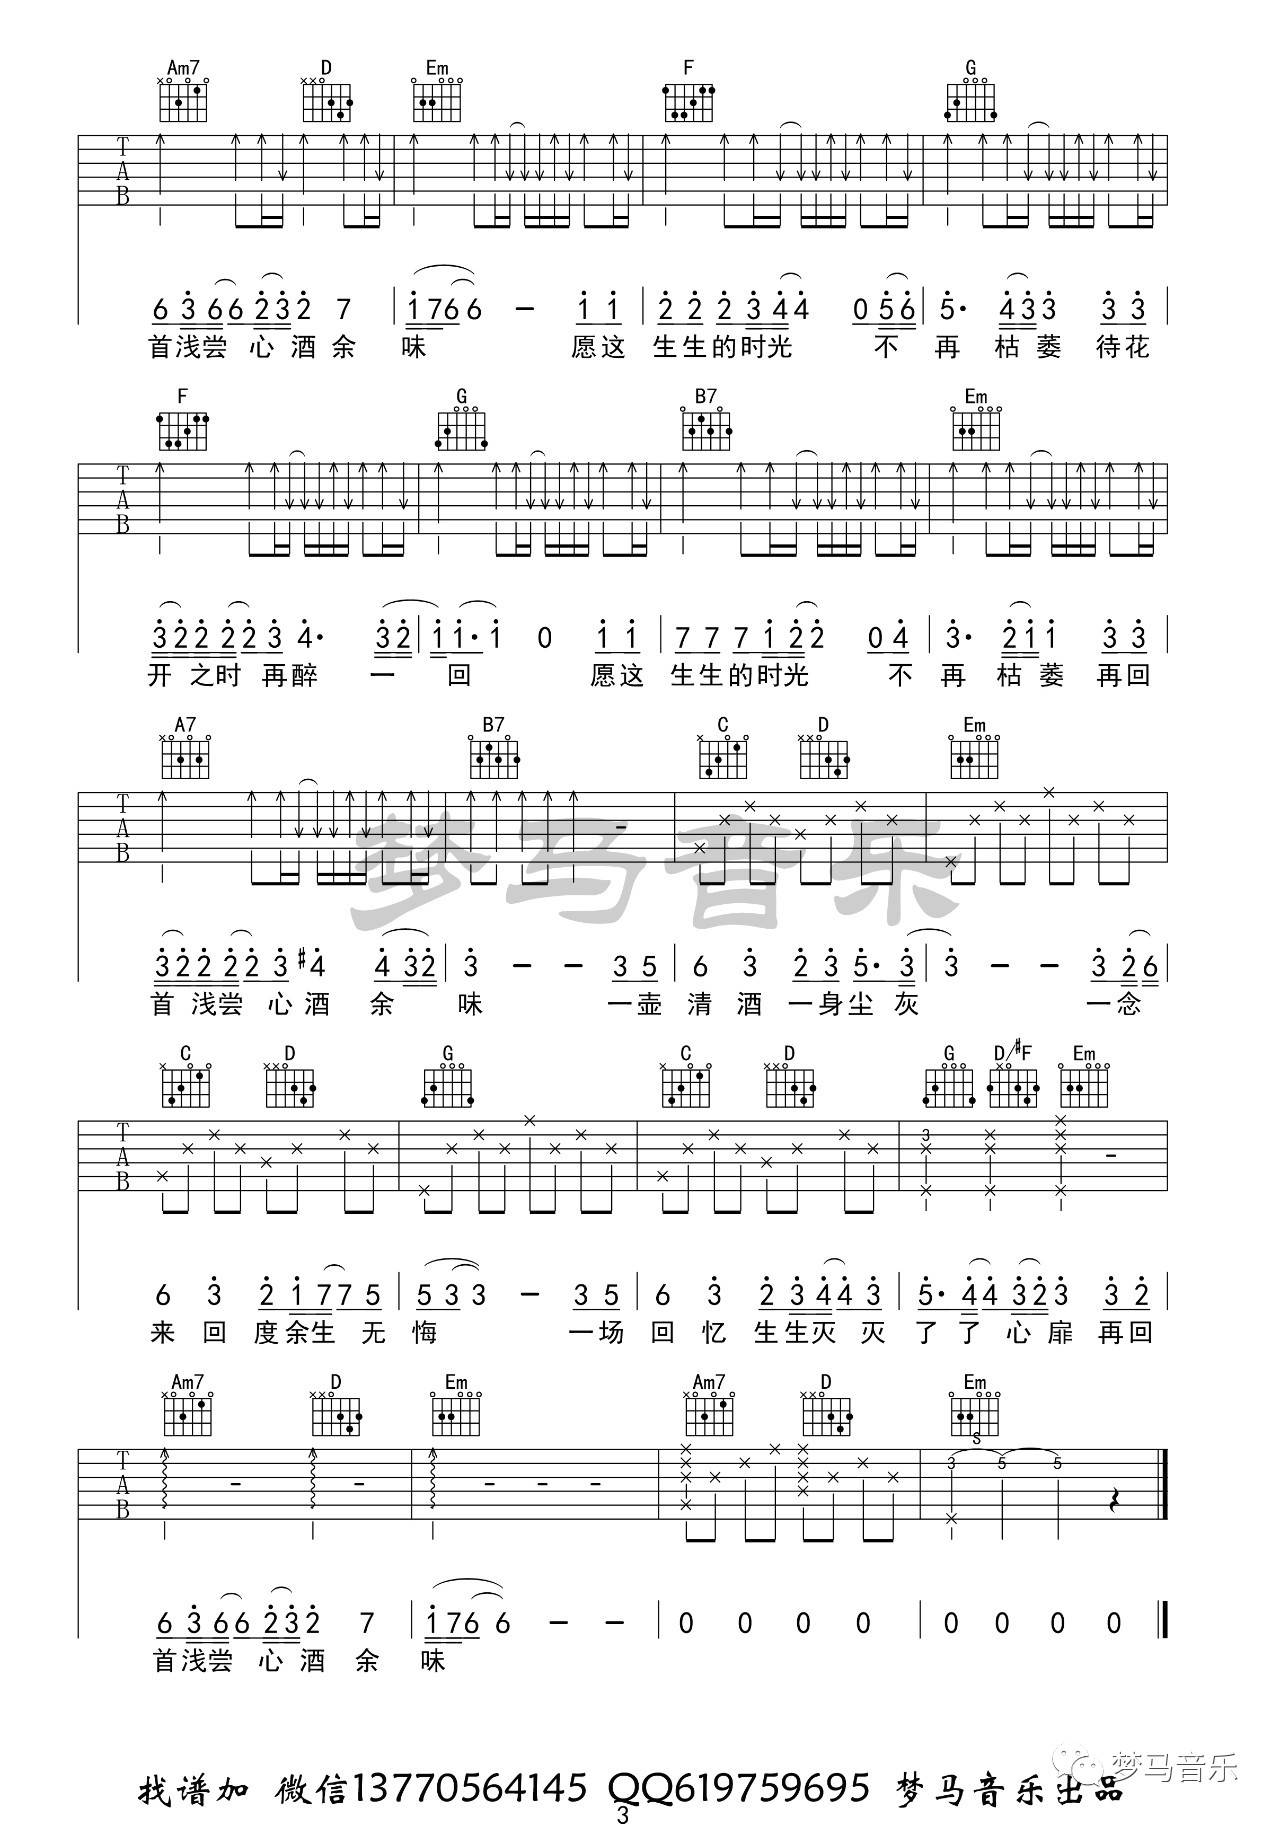 Am7 D Em F G
T
A
B
6 3 6 6 2 3 2 7 1 7 6 6 - 1 1 2 2 2 3 4 4 0 5 6 5· 4 3 3 3 3
首浅尝 心 酒 余 味 愿这 生生的时光 不 再 枯 萎 待花
F G B7 Em
T
A
B
3 2 2 2 2 3 4· 3 2 1 1· 1 0 1 1 7 7 7 1 2 2 0 4 3· 2 1 1 3 3
开 之时 再醉 一 回 愿这 生生的时光 不 再 枯 萎 再回
A7 B7 C D Em
T
A
B
梦马音乐
3 2 2 2 2 3 #4 4 3 2 3 - - 3 5 6 3 2 3 5· 3 3 - - 3 2 6
首 浅尝 心酒 余 味 一壶 清 酒 一身尘 灰 一念
C D G C D G D/#F Em
T
A
B
3
6 3 2 1 7 7 5 5 3 3 - 3 5 6 3 2 3 4 4 3 5· 4 4 3 2 3 3 2
来 回 度余生 无 悔 一场 回 忆 生 生灭 灭 了 了 心 扉 再回
Am7 D Em Am7 D Em
S
T
A
B
3 5 5
6 3 6 6 2 3 2 7 1 7 6 6 - - 0 0 0 0 0 0 0 0
首浅尝 心 酒 余 味
梦马音乐
找谱加 微信13770564145 QQ619759695 梦马音乐出品
3